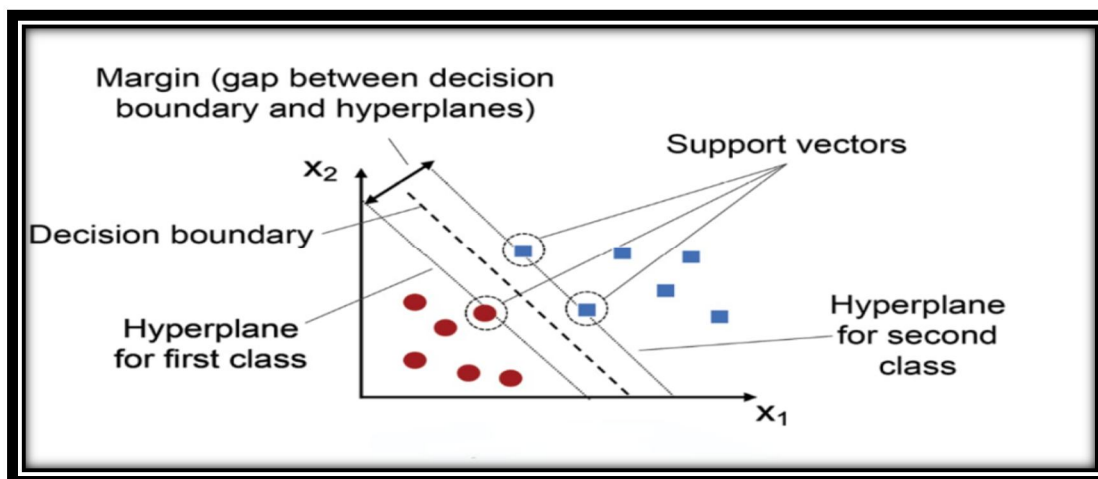 Margin (gap between decision
boundary and hyperplanes)
Support vectors
x₂
Decision boundary
Hyperplane
for first class
Hyperplane
for second
class
x₁